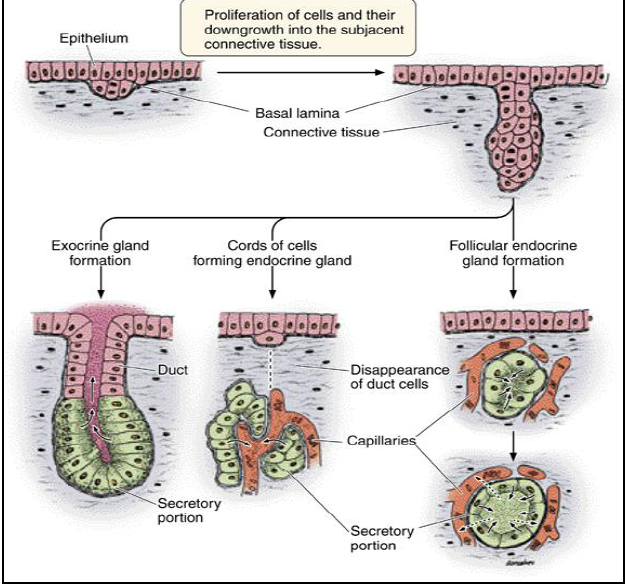 Proliferation of cells and their
downgrowth into the subjacent
connective tissue.
Epithelium
Basal lamina
Connective tissue
Exocrine gland
formation
Cords of cells
forming endocrine gland
Follicular endocrine
gland formation
Duct
Disappearance
of duct cells
Capillaries
Secretory
portion
Secretory
portion